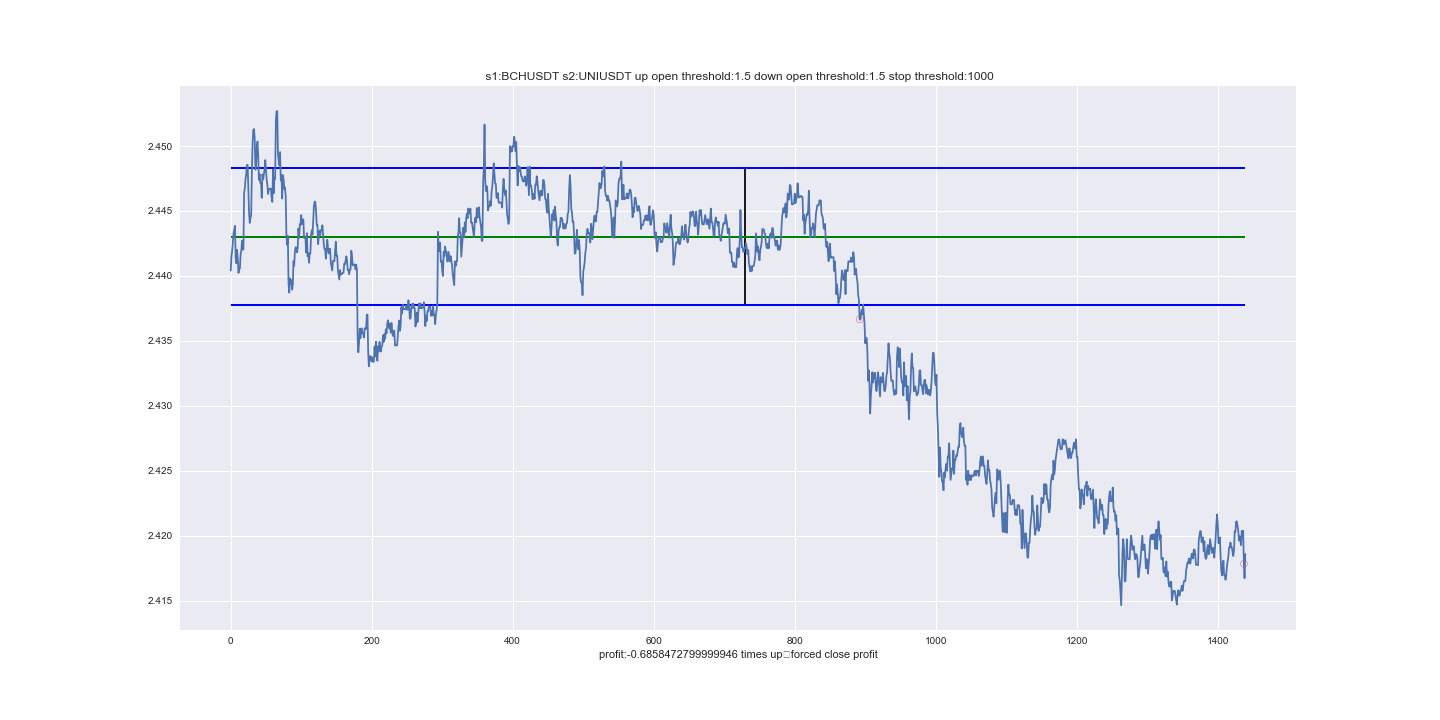 s1:BCHUSDT s2:UNIUSDT up open threshold:1.5 down open threshold:1.5 stop threshold:1000
2.450
2.445
2.440
2.435
2.430
2.425
2.420
2.415
0 200 400 600 800 1000 1200 1400
profit:-0.6858472799999946 times up□forced close profit